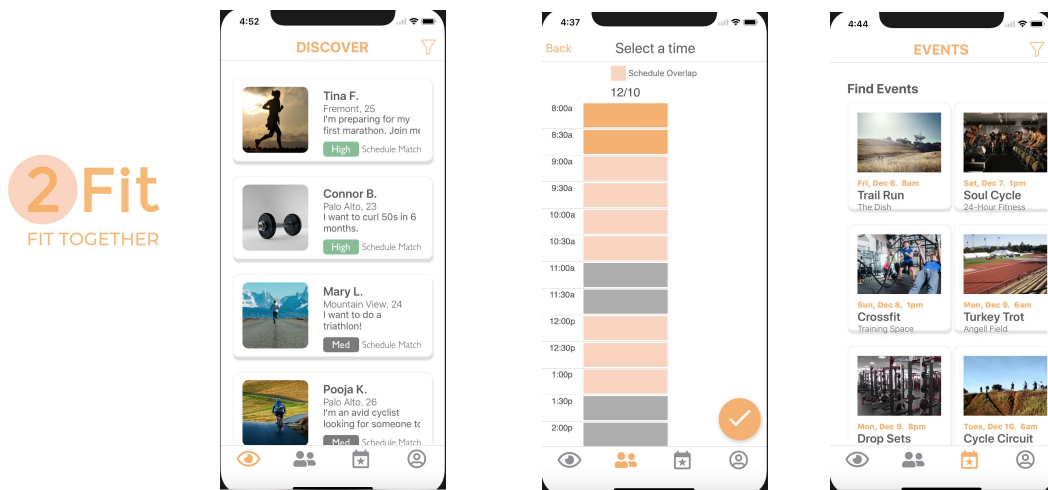 2 Fit
FIT TOGETHER
4:52
DISCOVER
Tina F.
Fremont, 25
I'm preparing for my
first marathon. Join me
High Schedule Match
Connor B.
Palo Alto, 23
I want to curl 50s in 6
months.
High Schedule Match
Mary L.
Mountain View, 24
I want to do a
triathlon!
Med Schedule Match
Pooja K.
Palo Alto, 26
I'm an avid cyclist
looking for someone to
Med Schedule Match
4:37
Back Select a time
Schedule Overlap
12/10
8:00a
8:30a
9:00a
9:30a
10:00a
10:30a
11:00a
11:30a
12:00p
12:30p
1:00p
1:30p
2:00p
4:44
EVENTS
Find Events
Fri, Dec 6. 8am
Trail Run
The Dish
Sat, Dec 7. 1pm
Soul Cycle
24-Hour Fitness
Sun, Dec 8. 1pm
Crossfit
Training Space
Mon, Dec 9. 6am
Turkey Trot
Angell Field
Mon, Dec 9. 8pm
Drop Sets
Tues, Dec 10. 6am
Cycle Circuit